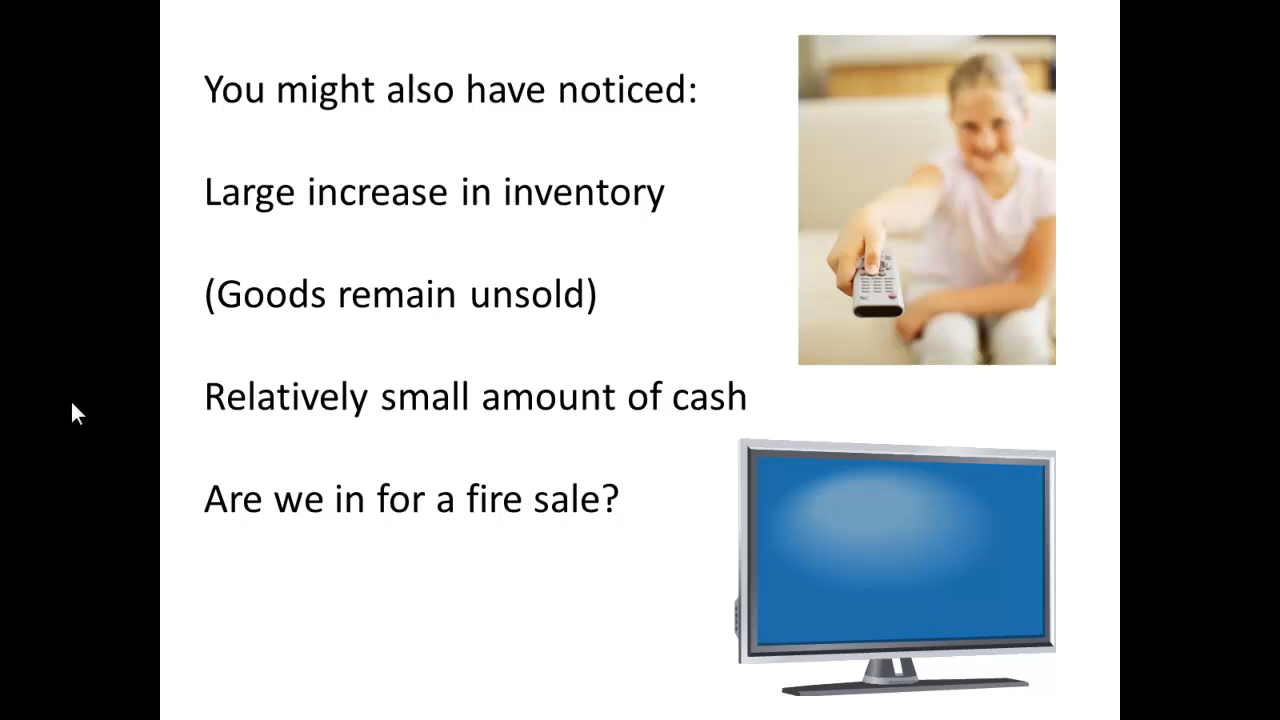 You might also have noticed:
Large increase in inventory
(Goods remain unsold)
Relatively small amount of cash
Are we in for a fire sale?